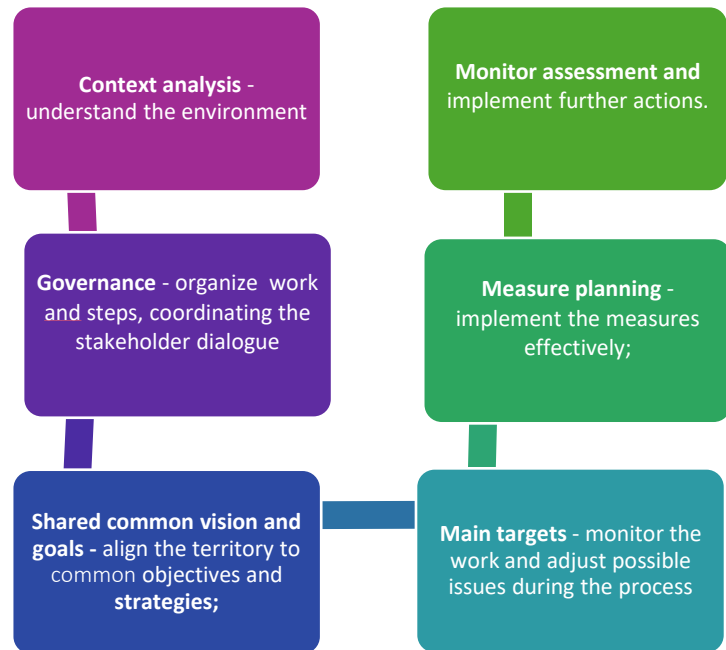 Context analysis -
understand the environment
Governance - organize work
and steps, coordinating the
stakeholder dialogue
Shared common vision and
goals - align the territory to
common objectives and
strategies;
Main targets - monitor the
work and adjust possible
issues during the process
Measure planning -
implement the measures
effectively;
Monitor assessment and
implement further actions.